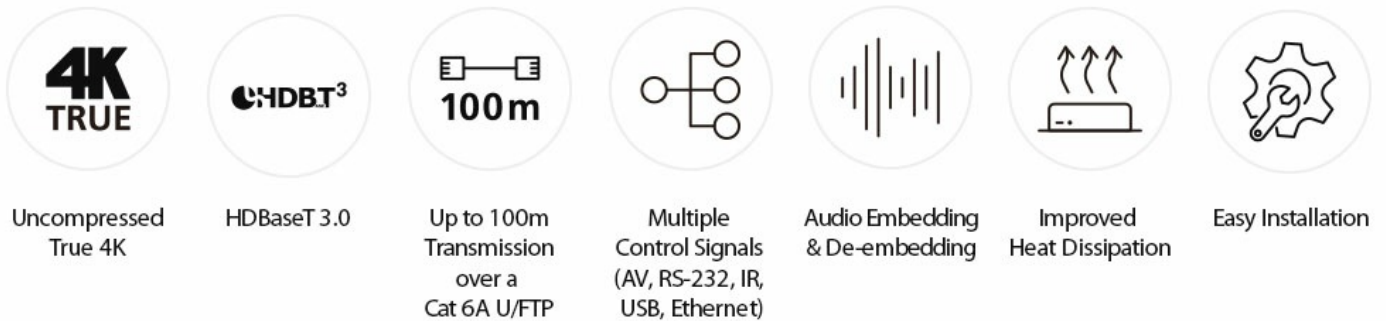 4K
TRUE
HDBT3
100m
Uncompressed
True 4K
HDBaseT 3.0
Up to 100m
Transmission
over a
Cat 6A U/FTP
Multiple
Control Signals
(AV, RS-232, IR,
USB, Ethernet)
Audio Embedding
& De-embedding
Improved
Heat Dissipation
Easy Installation